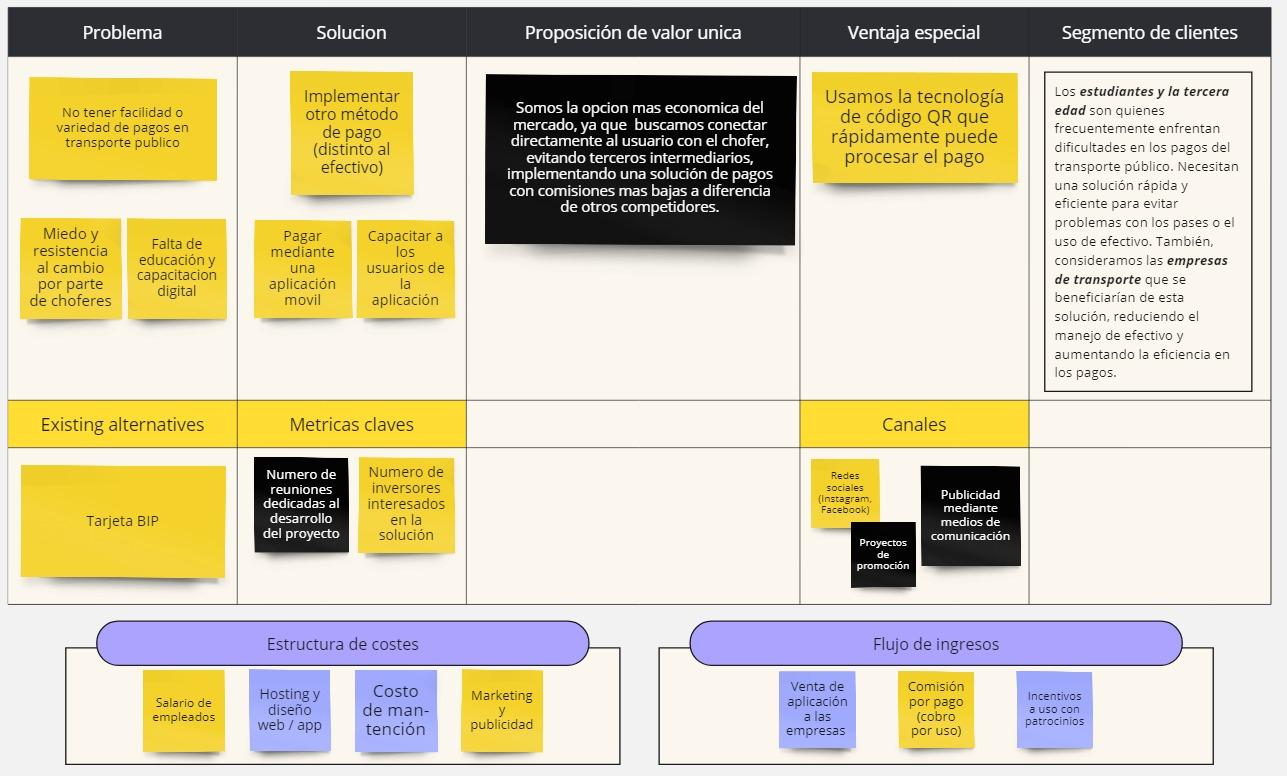 Problema
Solucion
Proposición de valor unica
Ventaja especial
Segmento de clientes
No tener facilidad o
variedad de pagos en
transporte publico
Miedo y
resistencia
al cambio
por parte
de choferes
Falta de
educación y
capacitacion
digital
Implementar
otro método
de pago
(distinto al
efectivo)
Pagar
mediante
una
aplicación
movil
Capacitar a
los
usuarios de
la
aplicación
Somos la opcion mas economica del
mercado, ya que buscamos conectar
directamente al usuario con el chofer,
evitando terceros intermediarios,
implementando una solución de pagos
con comisiones mas bajas a diferencia
de otros competidores.
Usamos la tecnología
de código QR que
rápidamente puede
procesar el pago
Los estudiantes y la tercera
edad son quienes
frecuentemente enfrentan
dificultades en los pagos del
transporte público. Necesitan
una solución rápida y
eficiente para evitar
problemas con los pases o el
uso de efectivo. También,
consideramos las empresas
de transporte que se
beneficiarían de esta
solución, reduciendo el
manejo de efectivo y
aumentando la eficiencia en
los pagos.
Existing alternatives
Metricas claves
Canales
Tarjeta BIP
Numero de
reuniones
dedicadas al
desarrollo
del proyecto
Numero de
inversores
interesados
en la
solución
Redes
sociales
(Instagram,
Facebook)
Proyectos
de
promoción
Publicidad
mediante
medios de
comunicación
Estructura de costes
Salario de
empleados
Hosting y
diseño
web / app
Costo
de man-
tención
Marketing
y
publicidad
Flujo de ingresos
Venta de
aplicación
a las
empresas
Comisión
por pago
(cobro
por uso)
Incentivos
a uso con
patrocinios